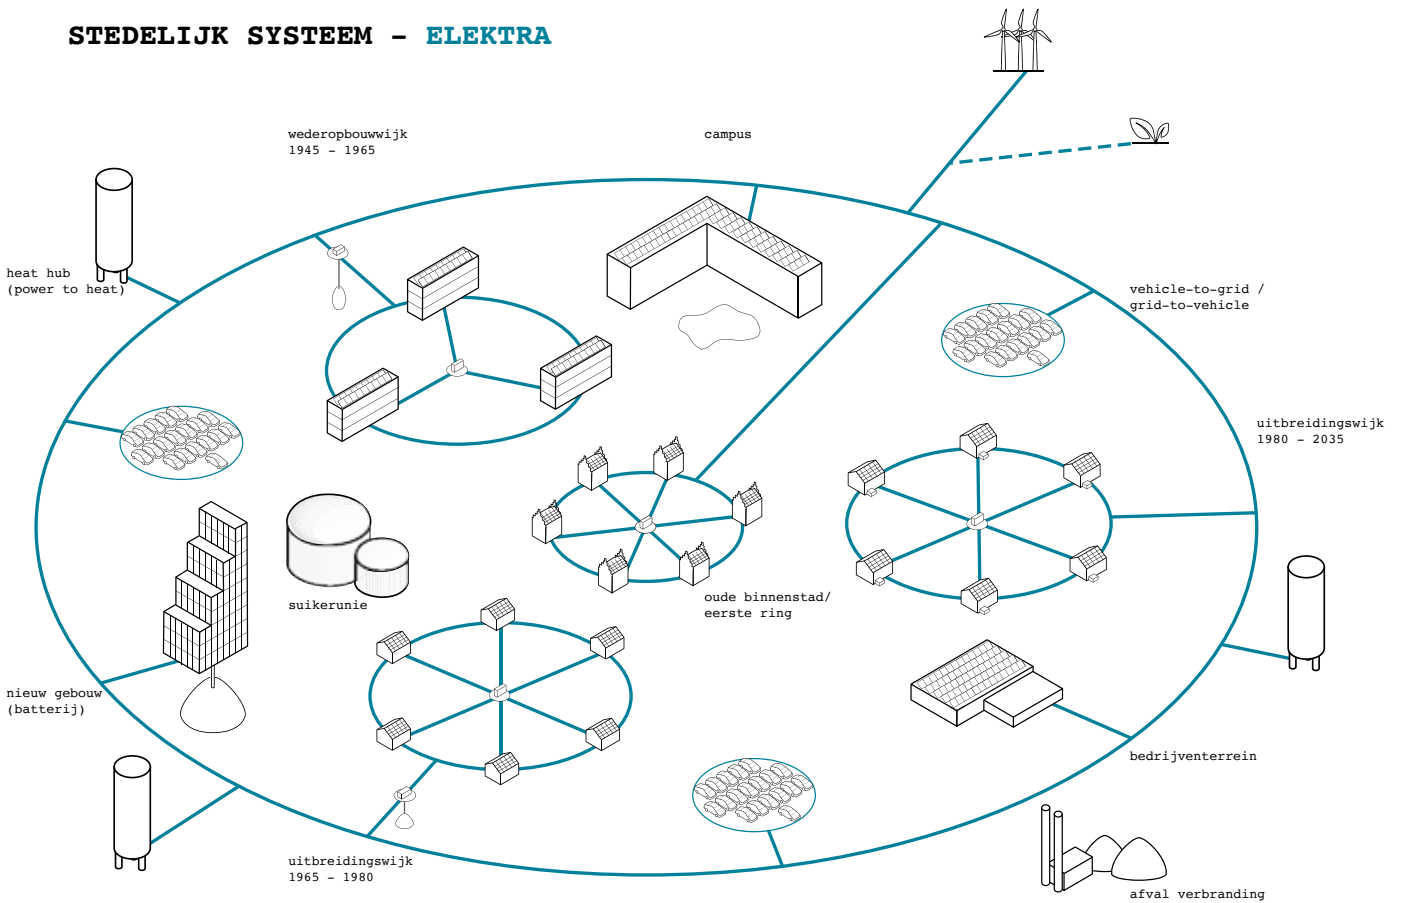 STEDELIJK SYSTEEM – ELEKTRA
wederopbouwwijk
1945 – 1965
campus
heat hub
(power to heat)
vehicle-to-grid /
grid-to-vehicle
uitbreidingswijk
1980 – 2035
suikerunie
oude binnenstad/
eerste ring
nieuw gebouw
(batterij)
bedrijventerrein
uitbreidingswijk
1965 – 1980
afval verbranding